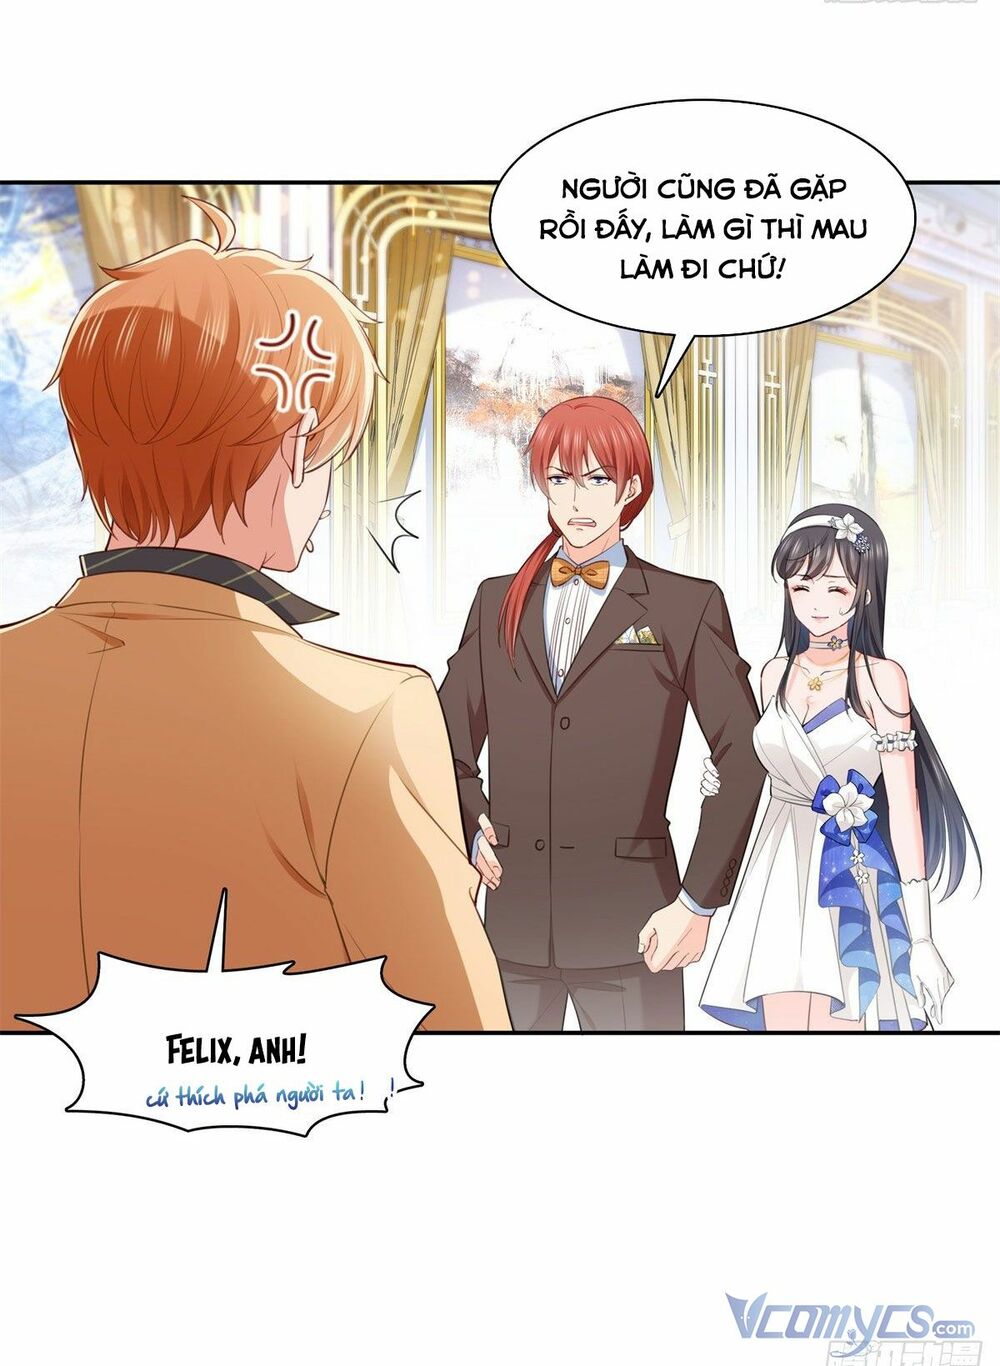 NGƯỜI CŨNG ĐÃ GẶP
RỒI ĐẤY, LÀM GÌ THÌ MAU
LÀM ĐI CHỨ!
FELIX, ANH!
cứ thích phá người ta! !
VCOMYCS.com